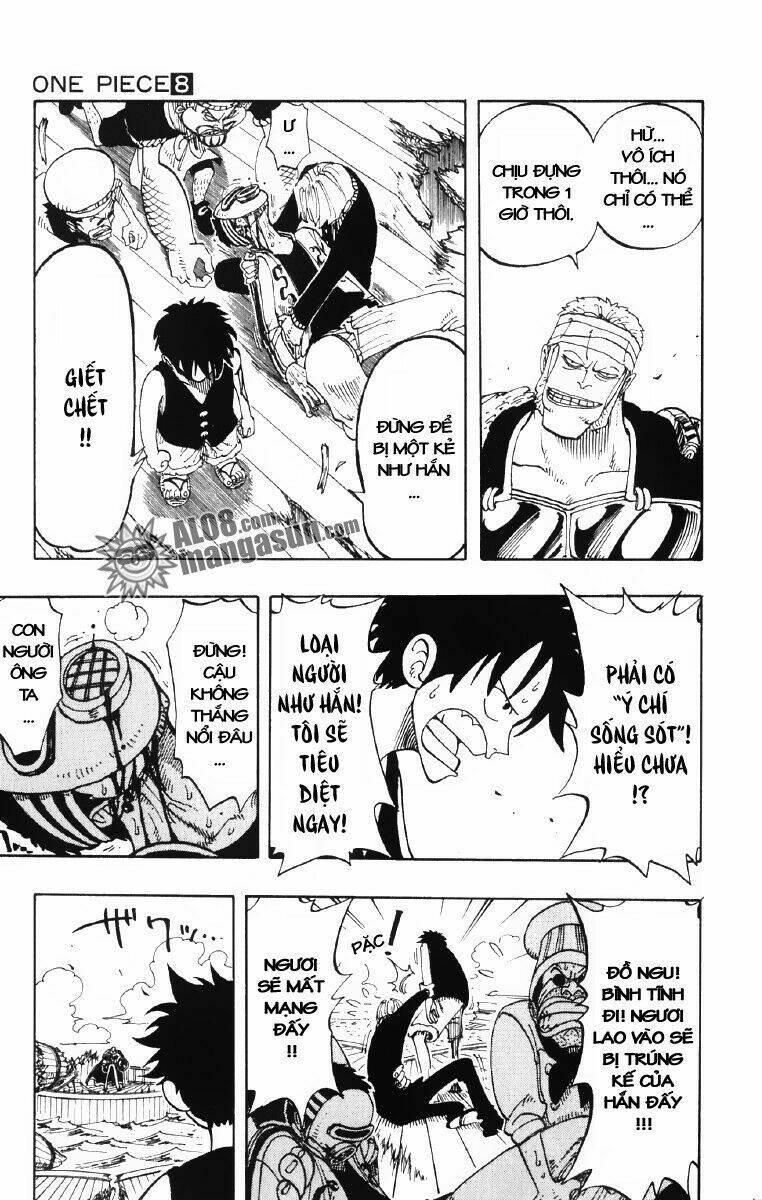 ONE PIECE 8
HỪ...
VÔ ÍCH
THÔI... NÓ
CHỈ CÓ THỂ
...
CHỊU ĐỰNG
TRONG 1
GIỜ THÔI.
Ư
...
ĐỪNG ĐỂ
BỊ MỘT KẺ
NHƯ HẮN
...
GIẾT
CHẾT
!!
AL08.com
mangasun.com
PHẢI CÓ
“Ý CHÍ
SỐNG SÓT”!
HIỂU CHƯA
!?
LOẠI
NGƯỜI
NHƯ HẮN!
TÔI SẼ
TIÊU
DIỆT
NGAY!
ĐỪNG!
CẬU
KHÔNG
THẮNG
NỔI ĐÂU
...
CON
NGƯỜI
ÔNG
TA
...
ĐỒ NGU!
BÌNH TĨNH
ĐI! NGƯƠI
LAO VÀO SẼ
BỊ TRÚNG
KẾ CỦA
HẮN ĐẤY
!!!
PẶC!
NGƯƠI
SẼ MẤT
MẠNG
ĐẤY
!!
ザッ